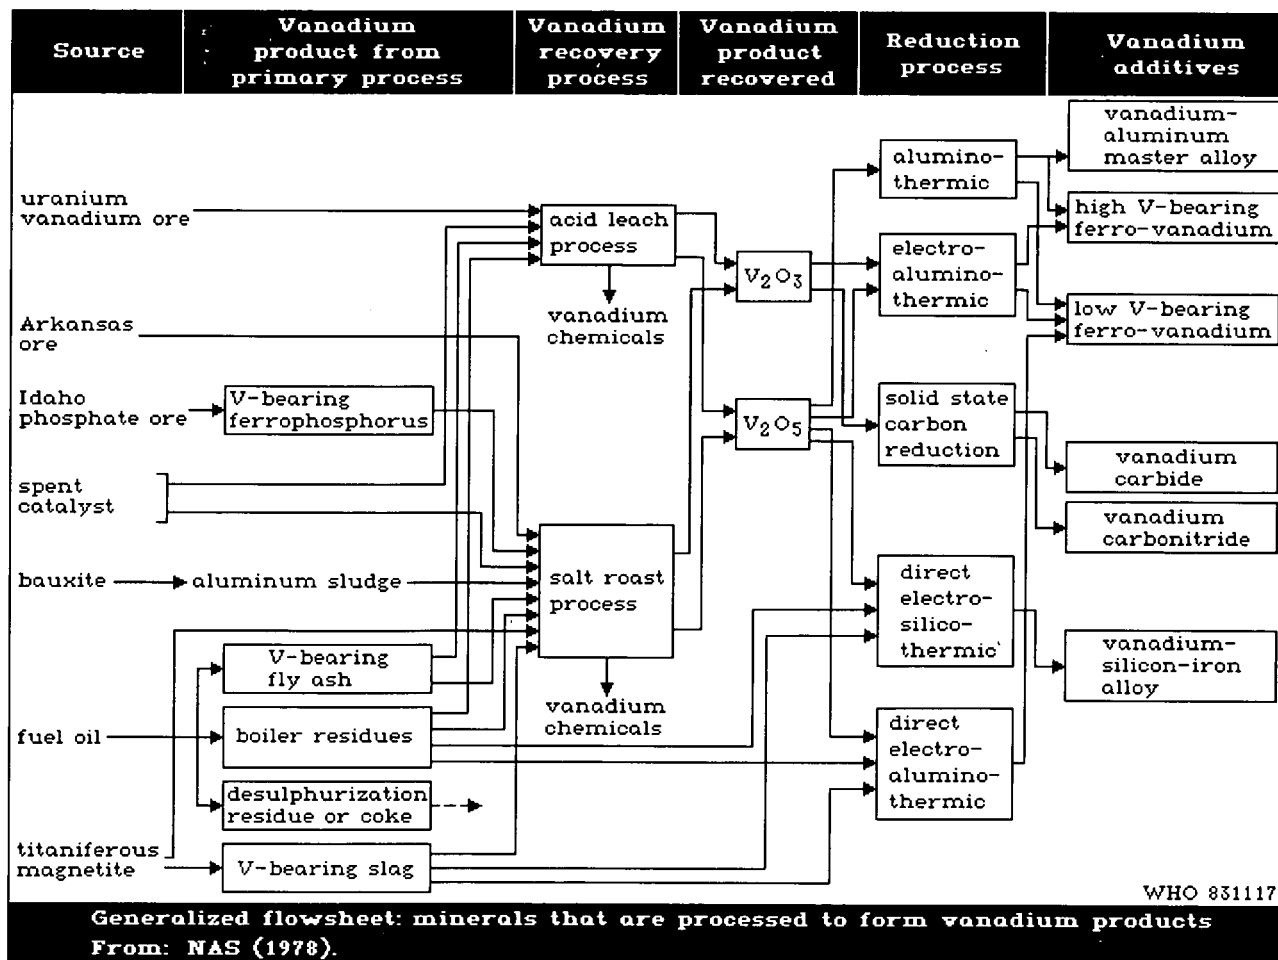 Source
Vanadium
product from
primary process
Vanadium
recovery
process
Vanadium
product
recovered
Reduction
process
Vanadium
additives
uranium
vanadium ore
Arkansas
ore
Idaho
phosphate ore
spent
catalyst
bauxite
fuel oil
titaniferous
magnetite
V-bearing
ferrophosphorus
aluminum sludge
V-bearing
fly ash
boiler residues
desulphurization
residue or coke
V-bearing slag
acid leach
process
vanadium
chemicals
salt roast
process
vanadium
chemicals
V2O3
V2O5
alumino-
thermic
electro-
alumino-
thermic
solid state
carbon
reduction
direct
electro-
silico-
thermic
direct
electro-
alumino-
thermic
vanadium-
aluminum
master alloy
high V-bearing
ferro-vanadium
low V-bearing
ferro-vanadium
vanadium
carbide
vanadium
carbonitride
vanadium-
silicon-iron
alloy
WHO 831117
Generalized flowsheet: minerals that are processed to form vanadium products
From: NAS (1978).